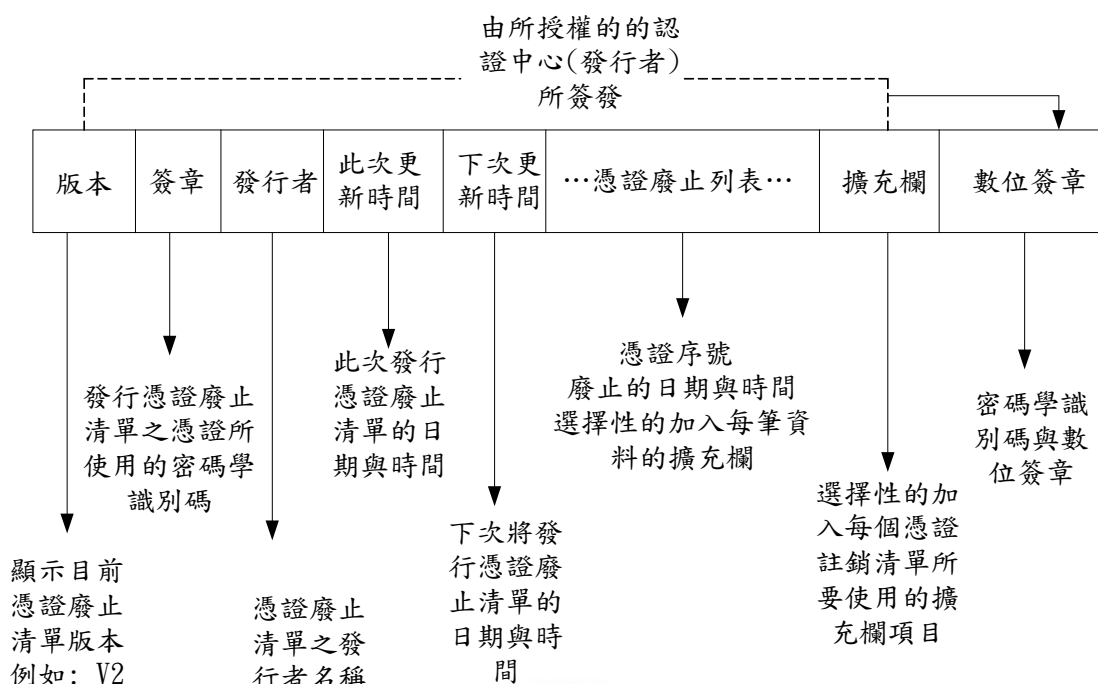 由所授權的的認
證中心(發行者)
所簽發
版本
簽章
發行者
此次更
新時間
下次更
新時間
…憑證廢止列表…
擴充欄
數位簽章
顯示目前
憑證廢止
清單版本
例如: V2
發行憑證廢止
清單之憑證所
使用的密碼學
識別碼
憑證廢止
清單之發
行者名稱
此次發行
憑證廢止
清單的日
期與時間
下次將發
行憑證廢
止清單的
日期與時
間
憑證序號
廢止的日期與時間
選擇性的加入每筆資
料的擴充欄
選擇性的加
入每個憑證
註銷清單所
要使用的擴
充欄項目
密碼學識
別碼與數
位簽章